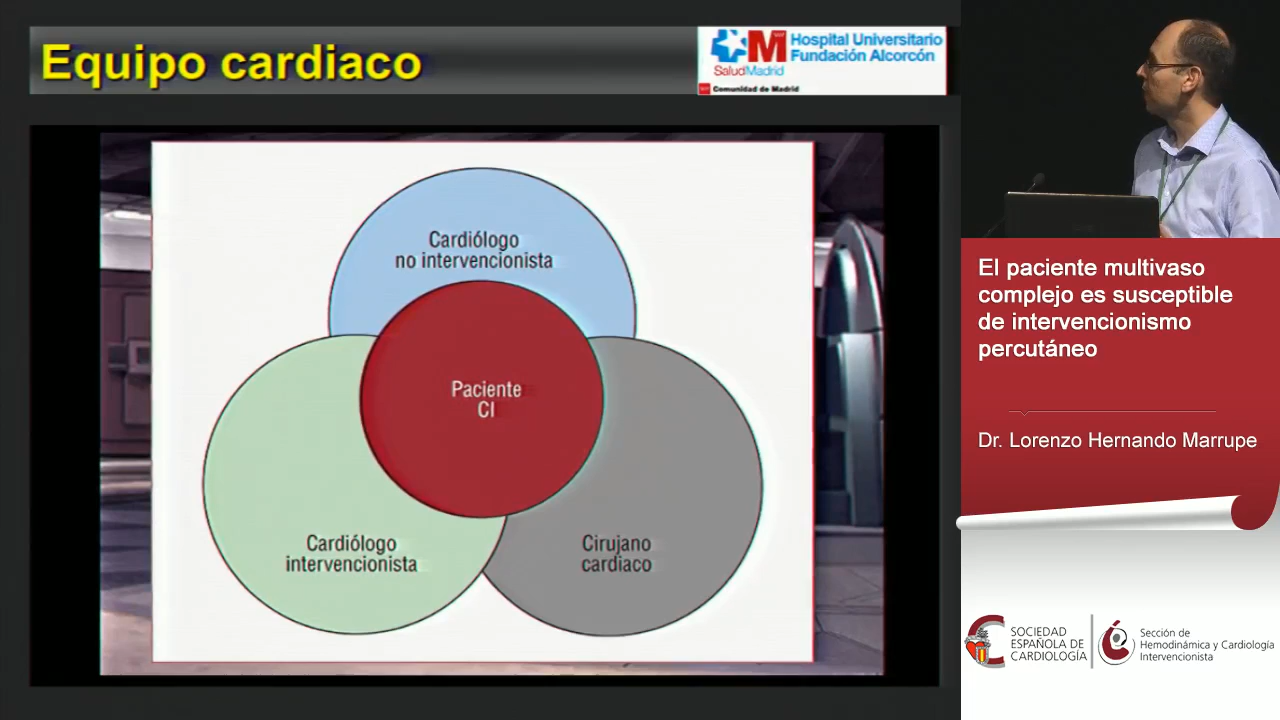 Equipo cardiaco
M
SaludMadrid
Comunidad de Madrid
Hospital Universitario
Fundación Alcorcón
Cardiólogo
no intervencionista
Paciente
CI
Cardiólogo
intervencionista
Cirujano
cardiaco
El paciente multivaso
complejo es susceptible
de intervencionismo
percutáneo
Dr. Lorenzo Hernando Marrupe
SOCIEDAD
ESPAÑOLA DE
CARDIOLOGÍA
Sección de
Hemodinámica y Cardiología
Intervencionista